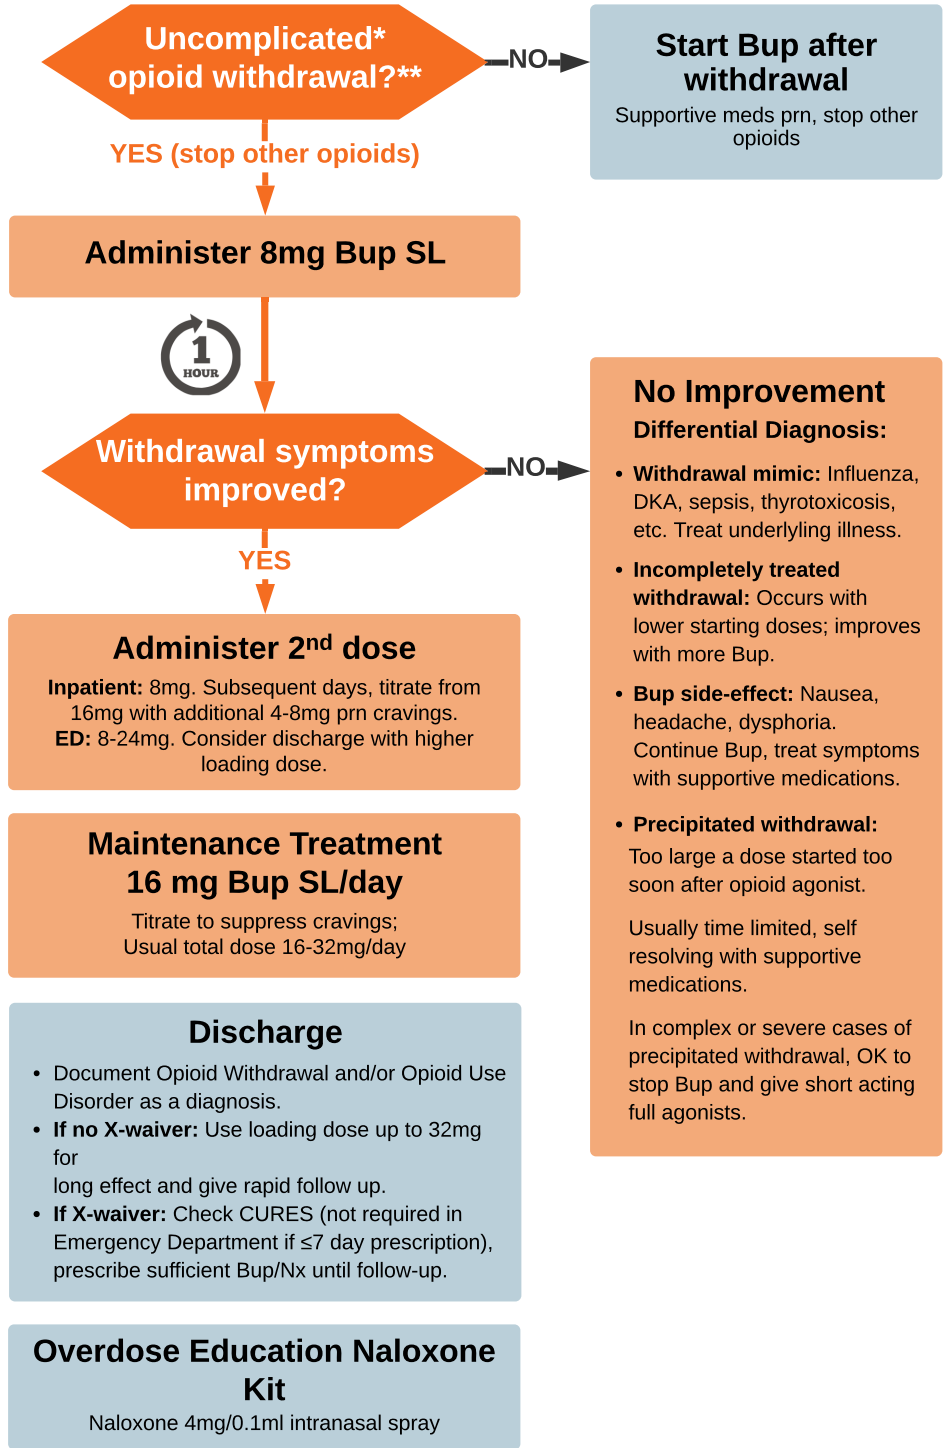 Uncomplicated*
opioid withdrawal?**
NO
Start Bup after
withdrawal
Supportive meds prn, stop other
opioids
YES (stop other opioids)
Administer 8mg Bup SL
1
HOUR
Withdrawal symptoms
improved?
NO
YES
Administer 2nd dose
Inpatient: 8mg. Subsequent days, titrate from
16mg with additional 4-8mg prn cravings.
ED: 8-24mg. Consider discharge with higher
loading dose.
Maintenance Treatment
16 mg Bup SL/day
Titrate to suppress cravings;
Usual total dose 16-32mg/day
Discharge
• Document Opioid Withdrawal and/or Opioid Use
Disorder as a diagnosis.
• If no X-waiver: Use loading dose up to 32mg
for
long effect and give rapid follow up.
• If X-waiver: Check CURES (not required in
Emergency Department if ≤7 day prescription),
prescribe sufficient Bup/Nx until follow-up.
Overdose Education Naloxone
Kit
Naloxone 4mg/0.1ml intranasal spray
No Improvement
Differential Diagnosis:
• Withdrawal mimic: Influenza,
DKA, sepsis, thyrotoxicosis,
etc. Treat underlyling illness.
• Incompletely treated
withdrawal: Occurs with
lower starting doses; improves
with more Bup.
• Bup side-effect: Nausea,
headache, dysphoria.
Continue Bup, treat symptoms
with supportive medications.
• Precipitated withdrawal:
Too large a dose started too
soon after opioid agonist.
Usually time limited, self
resolving with supportive
medications.
In complex or severe cases of
precipitated withdrawal, OK to
stop Bup and give short acting
full agonists.